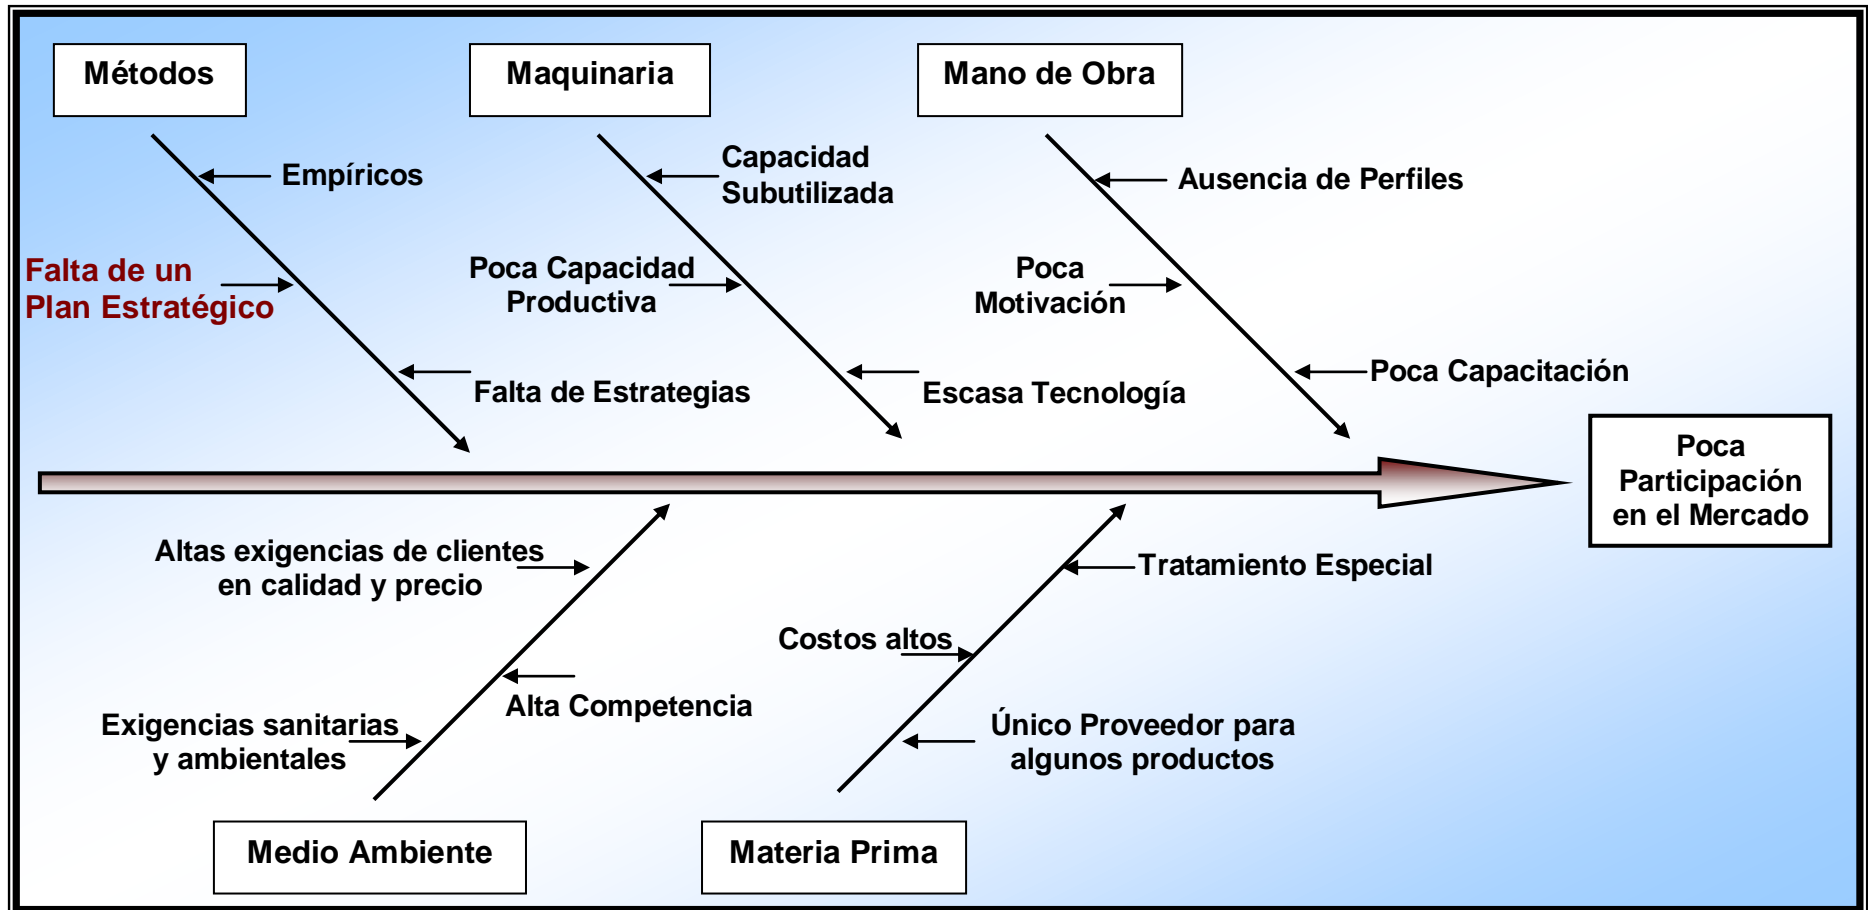 Métodos
Maquinaria
Mano de Obra
Empíricos
Capacidad
Subutilizada
Ausencia de Perfiles
Falta de un
Plan Estratégico
Poca Capacidad
Productiva
Poca
Motivación
Falta de Estrategias
Escasa Tecnología
Poca Capacitación
Poca
Participación
en el Mercado
Altas exigencias de clientes
en calidad y precio
Tratamiento Especial
Costos altos
Alta Competencia
Exigencias sanitarias
y ambientales
Único Proveedor para
algunos productos
Medio Ambiente
Materia Prima